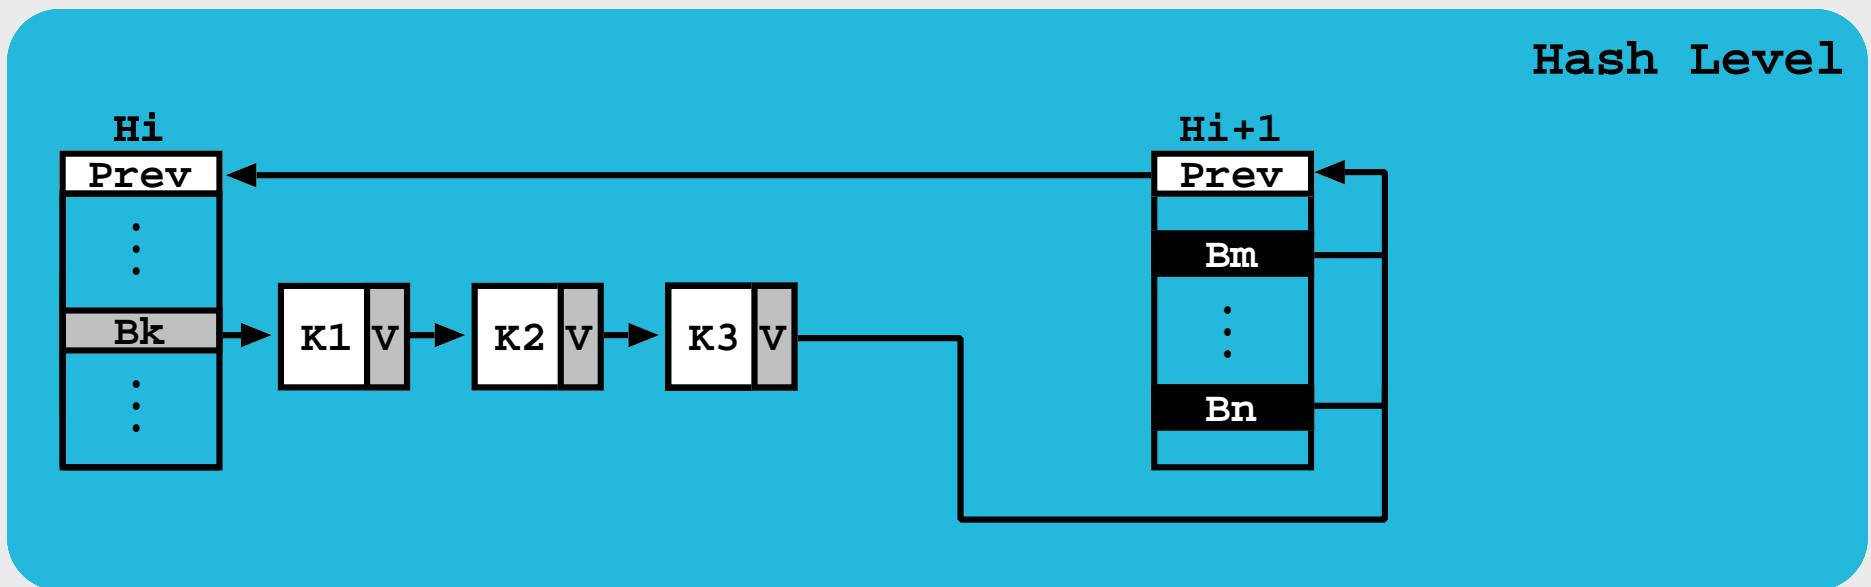 Hash Level
Hi
Hi+1
Prev
Prev
Bm
Bk
K1 V
K2 V
K3 V
Bn